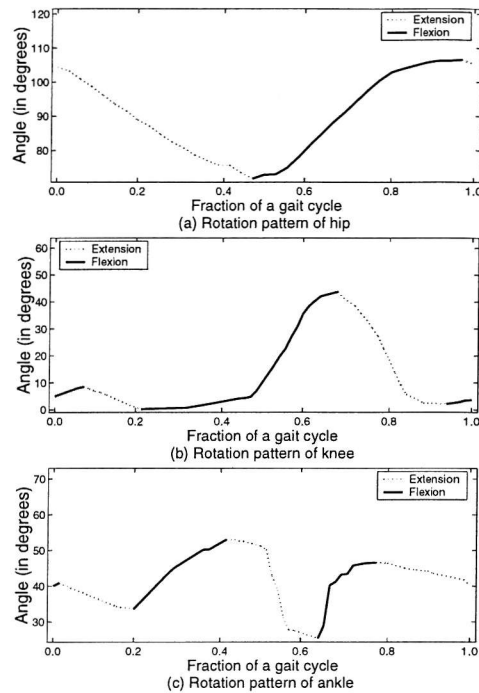 120
Extension
Flexion
100
80
Angle (in degrees)
0.0 0.2 0.4 0.6 0.8 1.0
Fraction of a gait cycle
(a) Rotation pattern of hip
60
Extension
Flexion
50
40
30
20
10
0
Angle (in degrees)
0.0 0.2 0.4 0.6 0.8 1.0
Fraction of a gait cycle
(b) Rotation pattern of knee
70
Extension
Flexion
60
50
40
30
Angle (in degrees)
0.0 0.2 0.4 0.6 0.8 1.0
Fraction of a gait cycle
(c) Rotation pattern of ankle